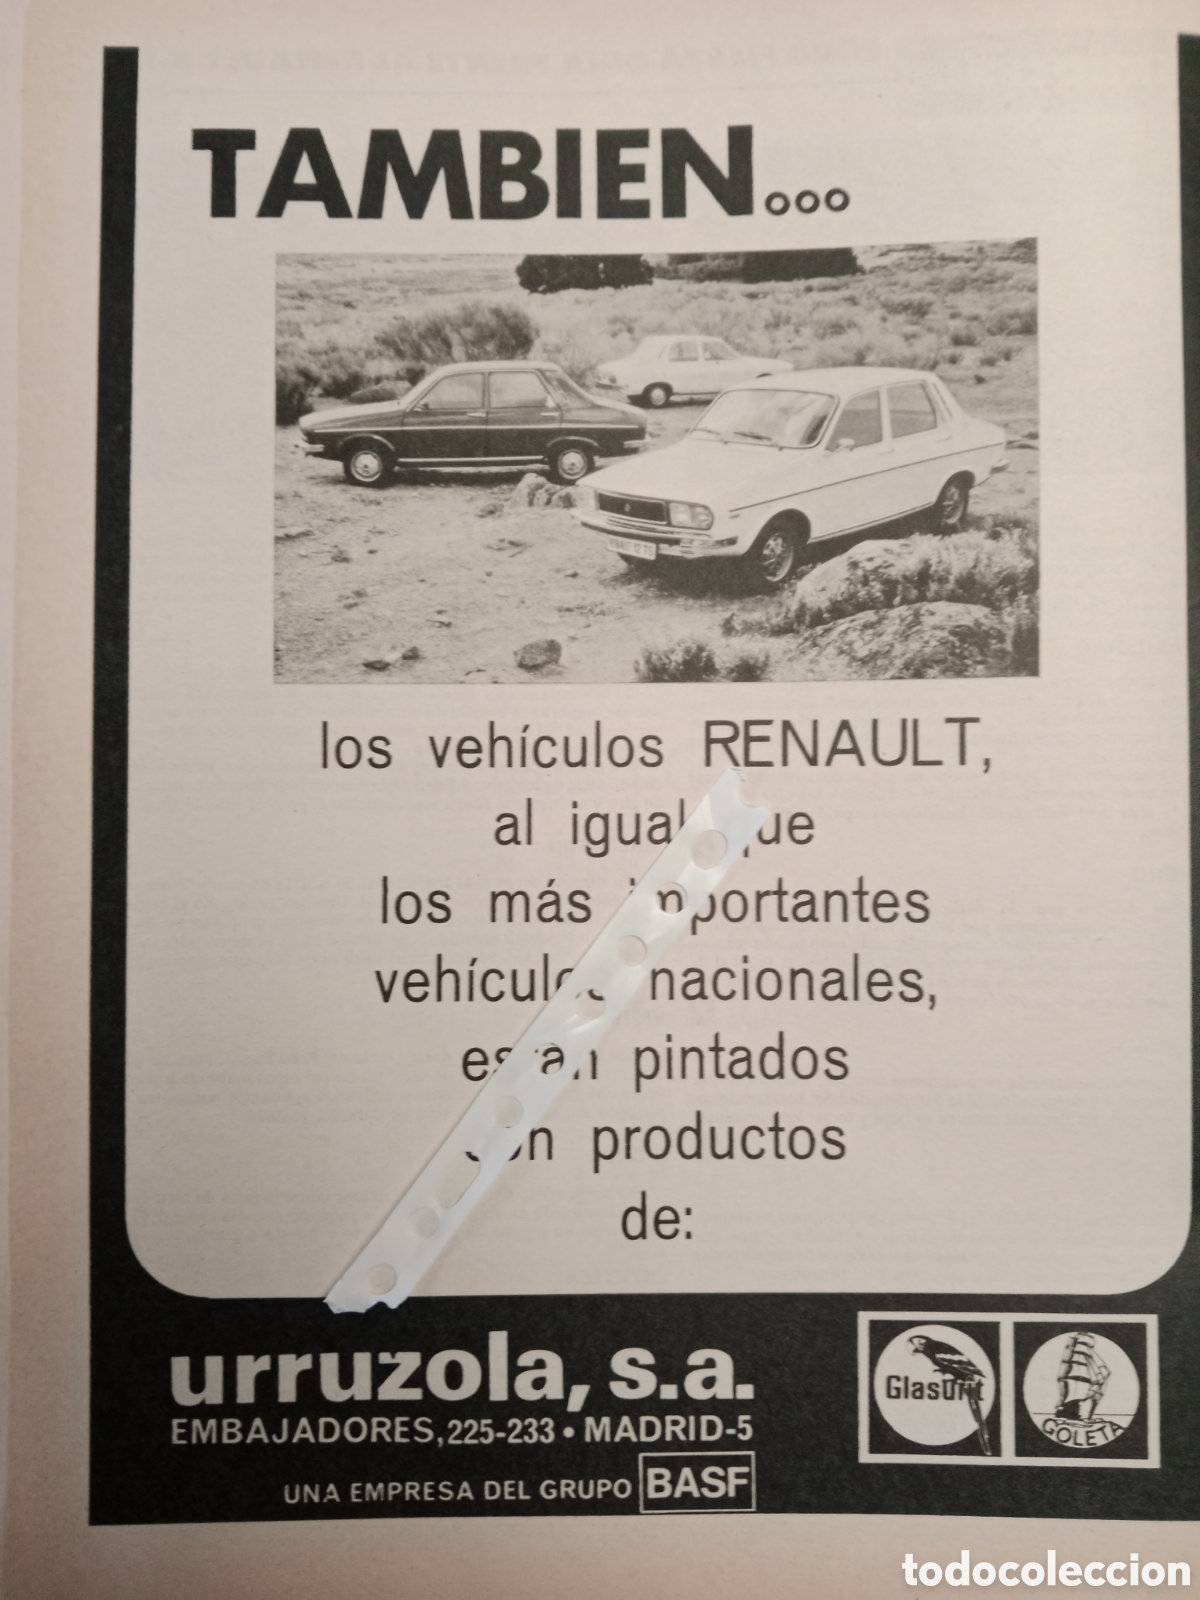 TAMBIEN...
los vehículos RENAULT,
al igual que
los más importantes
vehículos nacionales,
están pintados
con productos
de:
urruzola, s.a.
EMBAJADORES, 225-233 • MADRID-5
UNA EMPRESA DEL GRUPO BASF
Glasurit
GOLETA
todocoleccion